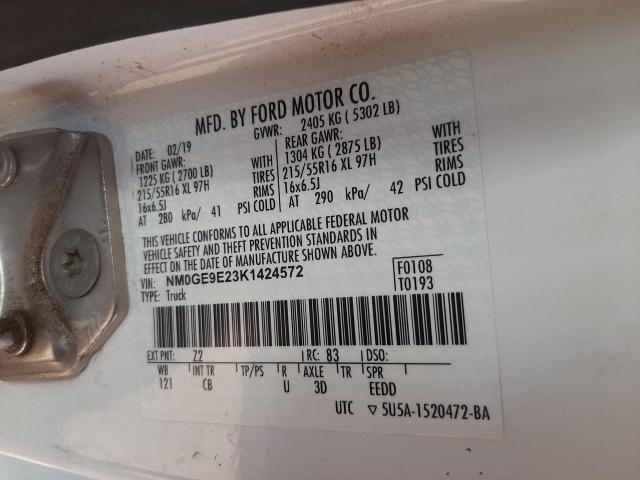 MFD. BY FORD MOTOR CO.
DATE: 02/19 GVWR: 2405 KG ( 5302 LB)
FRONT GAWR: REAR GAWR: WITH
1225 KG ( 2700 LB) WITH 1304 KG ( 2875 LB) TIRES
215/55R16 XL 97H TIRES 215/55R16 XL 97H RIMS
16x6.5J RIMS 16x6.5J
AT 280 kPa/ 41 PSI COLD AT 290 kPa/ 42 PSI COLD
THIS VEHICLE CONFORMS TO ALL APPLICABLE FEDERAL MOTOR
VEHICLE SAFETY AND THEFT PREVENTION STANDARDS IN
EFFECT ON THE DATE OF MANUFACTURE SHOWN ABOVE.
VIN: NM0GE9E23K1424572 F0108
TYPE: Truck T0193
EXT PNT: Z2 RC: 83 DSO:
WB INT TR TP/PS R AXLE TR SPR
121 CB U 3D EEDD
UTC ▽ 5U5A-1520472-BA